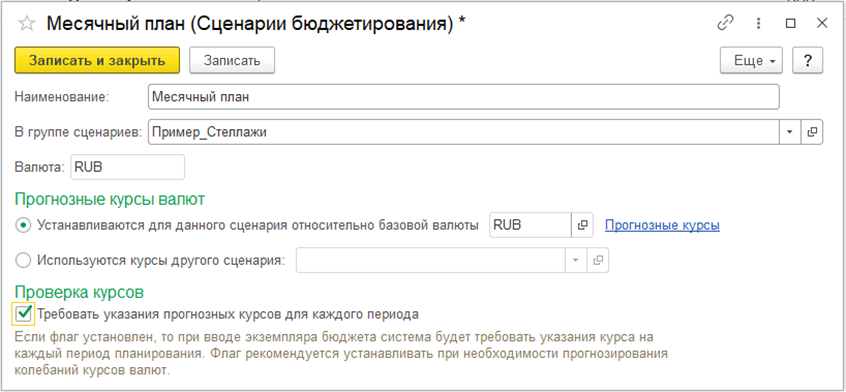 Месячный план (Сценарии бюджетирования) *
Записать и закрыть Записать Еще ?
Наименование: Месячный план
В группе сценариев: Пример_Стеллажи
Валюта: RUB
Прогнозные курсы валют
Устанавливаются для данного сценария относительно базовой валюты RUB Прогнозные курсы
Используются курсы другого сценария:
Проверка курсов
Требовать указания прогнозных курсов для каждого периода
Если флаг установлен, то при вводе экземпляра бюджета система будет требовать указания курса на
каждый период планирования. Флаг рекомендуется устанавливать при необходимости прогнозирования
колебаний курсов валют.